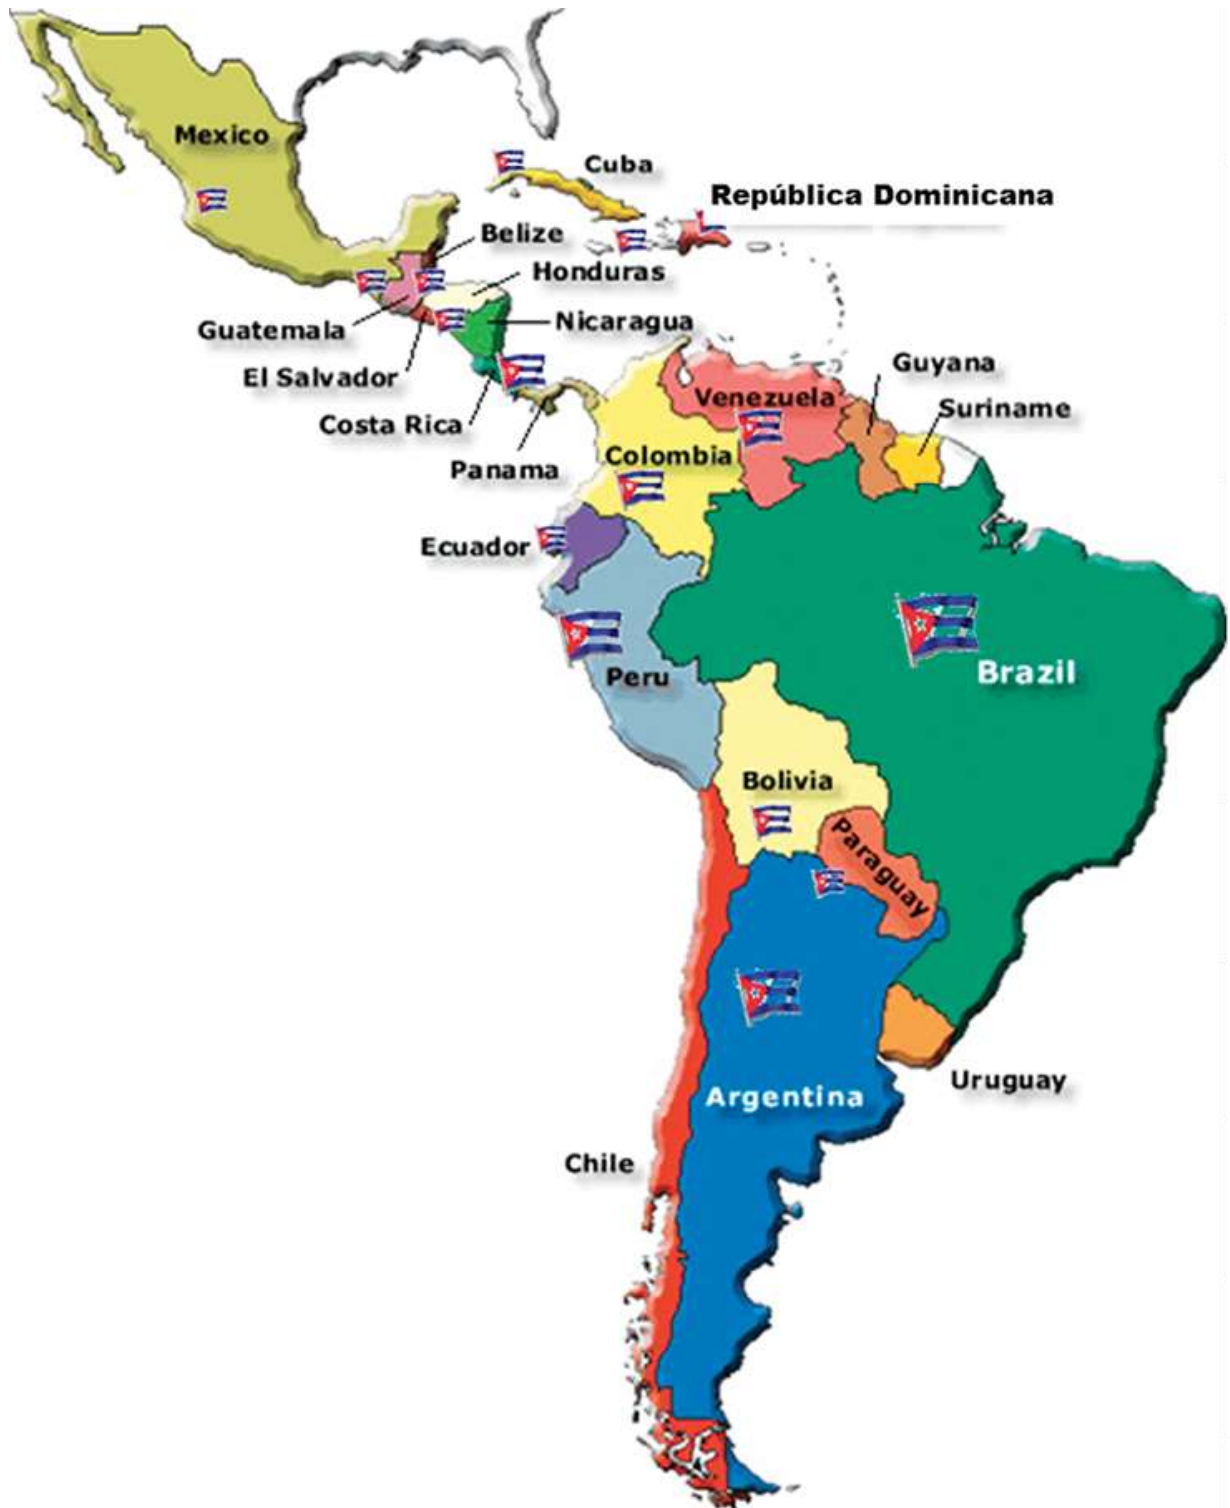 Mexico
Cuba
República Dominicana
Belize
Honduras
Guatemala
Nicaragua
El Salvador
Costa Rica
Panama
Venezuela
Guyana
Suriname
Colombia
Ecuador
Peru
Brazil
Bolivia
Paraguay
Uruguay
Argentina
Chile